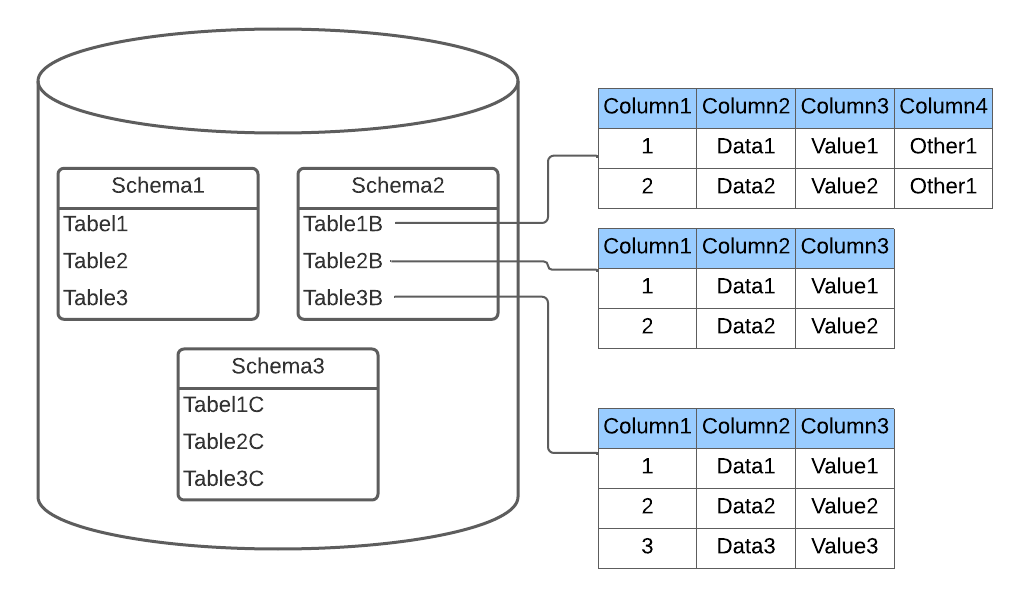 Schema1
Tabel1
Table2
Table3
Schema2
Table1B
Table2B
Table3B
Schema3
Tabel1C
Table2C
Table3C
Column1 Column2 Column3 Column4
1 Data1 Value1 Other1
2 Data2 Value2 Other1
Column1 Column2 Column3
1 Data1 Value1
2 Data2 Value2
Column1 Column2 Column3
1 Data1 Value1
2 Data2 Value2
3 Data3 Value3